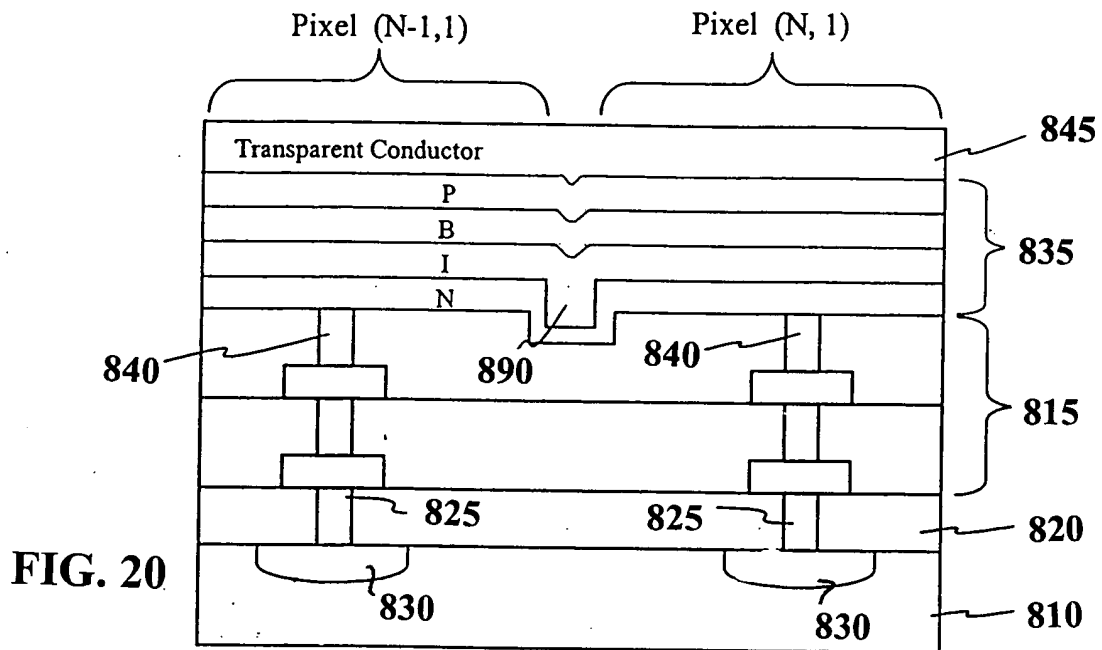 Pixel (N-1,1)
Pixel (N, 1)
Transparent Conductor
845
P
B
835
I
N
840
890
840
815
825
825
820
FIG. 20
830
830
810